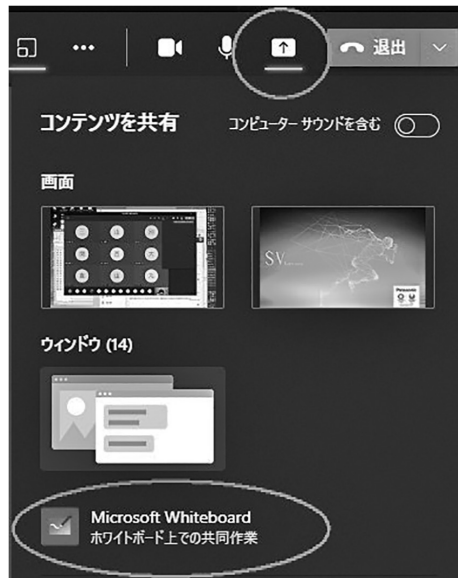 ••• 退出
コンテンツを共有 コンピューター サウンドを含む
画面
SV
Panasonic
ウィンドウ (14)
Microsoft Whiteboard
ホワイトボード上での共同作業